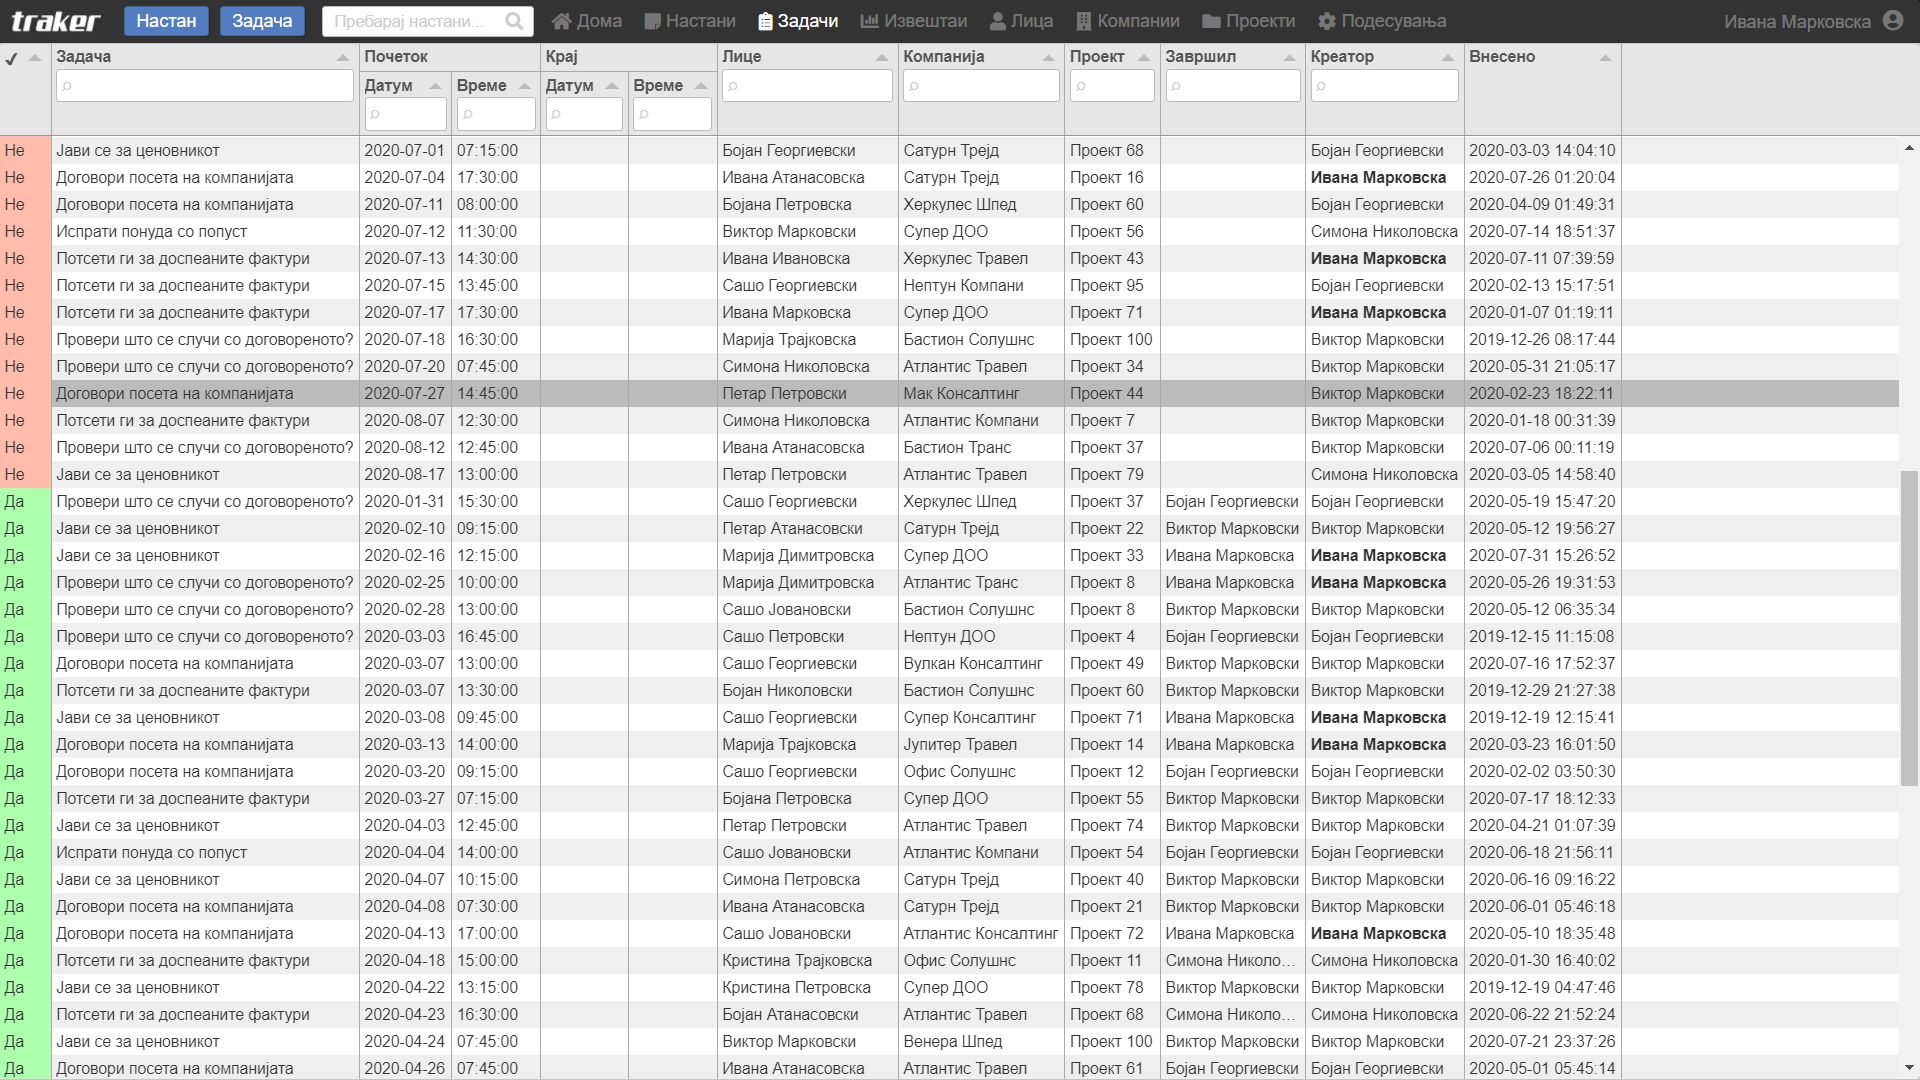 traker Настан Задача Пребарај настани... Дома Настани Задачи Извештаи Лица Компании Проекти Подесувања Ивана Марковска
✓ Задача Почеток Крај Лице Компанија Проект Завршил Креатор Внесено
Датум Време Датум Време
Не Јави се за ценовникот 2020-07-01 07:15:00 Бојан Георгиевски Сатурн Трејд Проект 68 Бојан Георгиевски 2020-03-03 14:04:10
Не Договори посета на компанијата 2020-07-04 17:30:00 Ивана Атанасовска Сатурн Трејд Проект 16 Ивана Марковска 2020-07-26 01:20:04
Не Договори посета на компанијата 2020-07-11 08:00:00 Бојана Петровска Херкулес Шпед Проект 60 Бојан Георгиевски 2020-04-09 01:49:31
Не Испрати понуда со попуст 2020-07-12 11:30:00 Виктор Марковски Супер ДОО Проект 56 Симона Николовска 2020-07-14 18:51:37
Не Потсети ги за доспеаните фактури 2020-07-13 14:30:00 Ивана Ивановска Херкулес Травел Проект 43 Ивана Марковска 2020-07-11 07:39:59
Не Потсети ги за доспеаните фактури 2020-07-15 13:45:00 Сашо Георгиевски Нептун Компани Проект 95 Бојан Георгиевски 2020-02-13 15:17:51
Не Потсети ги за доспеаните фактури 2020-07-17 17:30:00 Ивана Марковска Супер ДОО Проект 71 Ивана Марковска 2020-01-07 01:19:11
Не Провери што се случи со договореното? 2020-07-18 16:30:00 Марија Трајковска Бастион Солушнс Проект 100 Виктор Марковски 2019-12-26 08:17:44
Не Провери што се случи со договореното? 2020-07-20 07:45:00 Симона Николовска Атлантис Травел Проект 34 Виктор Марковски 2020-05-31 21:05:17
Не Договори посета на компанијата 2020-07-27 14:45:00 Петар Петровски Мак Консалтинг Проект 44 Виктор Марковски 2020-02-23 18:22:11
Не Потсети ги за доспеаните фактури 2020-08-07 12:30:00 Симона Николовска Атлантис Компани Проект 7 Виктор Марковски 2020-01-18 00:31:39
Не Провери што се случи со договореното? 2020-08-12 12:45:00 Ивана Атанасовска Бастион Транс Проект 37 Виктор Марковски 2020-07-06 00:11:19
Не Јави се за ценовникот 2020-08-17 13:00:00 Петар Петровски Атлантис Травел Проект 79 Симона Николовска 2020-03-05 14:58:40
Да Провери што се случи со договореното? 2020-01-31 15:30:00 Сашо Георгиевски Херкулес Шпед Проект 37 Бојан Георгиевски Бојан Георгиевски 2020-05-19 15:47:20
Да Јави се за ценовникот 2020-02-10 09:15:00 Петар Атанасовски Сатурн Трејд Проект 22 Виктор Марковски Виктор Марковски 2020-05-12 19:56:27
Да Јави се за ценовникот 2020-02-16 12:15:00 Марија Димитровска Супер ДОО Проект 33 Ивана Марковска Ивана Марковска 2020-07-31 15:26:52
Да Провери што се случи со договореното? 2020-02-25 10:00:00 Марија Димитровска Атлантис Транс Проект 8 Ивана Марковска Ивана Марковска 2020-05-26 19:31:53
Да Провери што се случи со договореното? 2020-02-28 13:00:00 Сашо Јовановски Бастион Солушнс Проект 8 Виктор Марковски Виктор Марковски 2020-05-12 06:35:34
Да Провери што се случи со договореното? 2020-03-03 16:45:00 Сашо Петровски Нептун ДОО Проект 4 Бојан Георгиевски Бојан Георгиевски 2019-12-15 11:15:08
Да Договори посета на компанијата 2020-03-07 13:00:00 Сашо Георгиевски Вулкан Консалтинг Проект 49 Виктор Марковски Виктор Марковски 2020-07-16 17:52:37
Да Потсети ги за доспеаните фактури 2020-03-07 13:30:00 Бојан Николовски Бастион Солушнс Проект 60 Виктор Марковски Виктор Марковски 2019-12-29 21:27:38
Да Јави се за ценовникот 2020-03-08 09:45:00 Сашо Георгиевски Супер Консалтинг Проект 71 Ивана Марковска Ивана Марковска 2019-12-19 12:15:41
Да Договори посета на компанијата 2020-03-13 14:00:00 Марија Трајковска Јупитер Травел Проект 14 Ивана Марковска Ивана Марковска 2020-03-23 16:01:50
Да Договори посета на компанијата 2020-03-20 09:15:00 Сашо Георгиевски Офис Солушнс Проект 12 Бојан Георгиевски Бојан Георгиевски 2020-02-02 03:50:30
Да Потсети ги за доспеаните фактури 2020-03-27 07:15:00 Бојана Петровска Супер ДОО Проект 55 Виктор Марковски Виктор Марковски 2020-07-17 18:12:33
Да Јави се за ценовникот 2020-04-03 12:45:00 Петар Петровски Атлантис Травел Проект 74 Виктор Марковски Виктор Марковски 2020-04-21 01:07:39
Да Испрати понуда со попуст 2020-04-04 14:00:00 Сашо Јовановски Атлантис Компани Проект 54 Бојан Георгиевски Бојан Георгиевски 2020-06-18 21:56:11
Да Јави се за ценовникот 2020-04-07 10:15:00 Симона Петровска Сатурн Трејд Проект 40 Виктор Марковски Виктор Марковски 2020-06-16 09:16:22
Да Договори посета на компанијата 2020-04-08 07:30:00 Ивана Атанасовска Сатурн Трејд Проект 21 Виктор Марковски Виктор Марковски 2020-06-01 05:46:18
Да Договори посета на компанијата 2020-04-13 17:00:00 Сашо Јовановски Атлантис Консалтинг Проект 72 Ивана Марковска Ивана Марковска 2020-05-10 18:35:48
Да Потсети ги за доспеаните фактури 2020-04-18 15:00:00 Кристина Трајковска Офис Солушнс Проект 11 Симона Николо... Симона Николовска 2020-01-30 16:40:02
Да Јави се за ценовникот 2020-04-22 13:15:00 Кристина Петровска Супер ДОО Проект 78 Виктор Марковски Виктор Марковски 2019-12-19 04:47:46
Да Потсети ги за доспеаните фактури 2020-04-23 16:30:00 Бојан Атанасовски Атлантис Травел Проект 68 Симона Николо... Симона Николовска 2020-06-22 21:52:24
Да Јави се за ценовникот 2020-04-24 07:45:00 Виктор Марковски Венера Шпед Проект 100 Виктор Марковски Виктор Марковски 2020-07-21 23:37:26
Да Договори посета на компанијата 2020-04-26 07:45:00 Ивана Атанасовска Атлантис Травел Проект 61 Бојан Георгиевски Бојан Георгиевски 2020-05-01 05:45:14